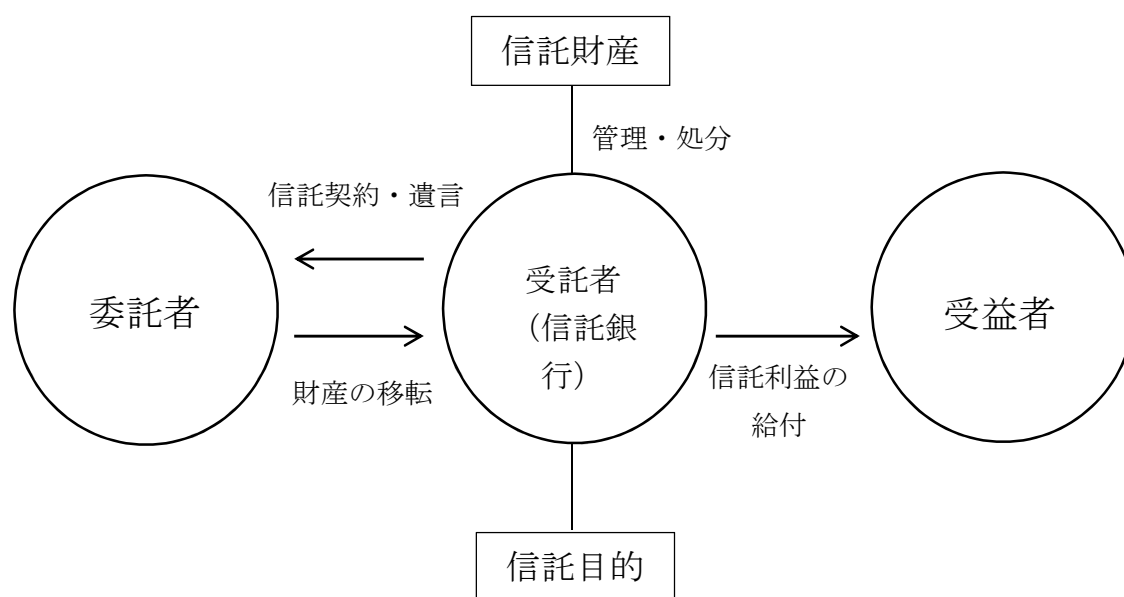 信託財産
管理・処分
信託契約・遺言
委託者
財産の移転
受託者
（信託銀
行）
信託利益の
給付
受益者
信託目的